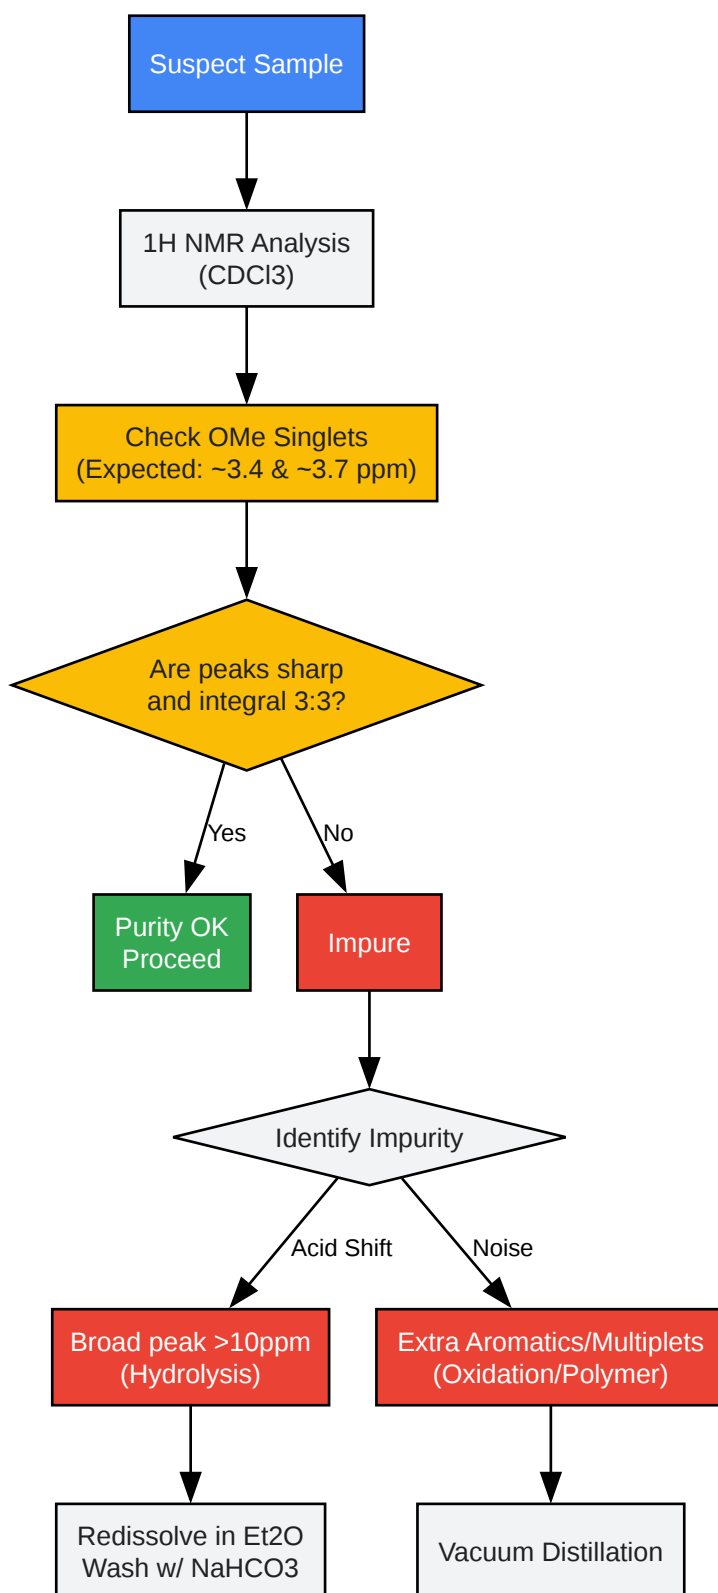 Suspect Sample
1H NMR Analysis
(CDCl3)
Check OMe Singlets
(Expected: ~3.4 & ~3.7 ppm)
Are peaks sharp
and integral 3:3?
Yes
No
Purity OK
Proceed
Impure
Identify Impurity
Acid Shift
Noise
Broad peak >10ppm
(Hydrolysis)
Extra Aromatics/Multiplets
(Oxidation/Polymer)
Redissolve in Et2O
Wash w/ NaHCO3
Vacuum Distillation